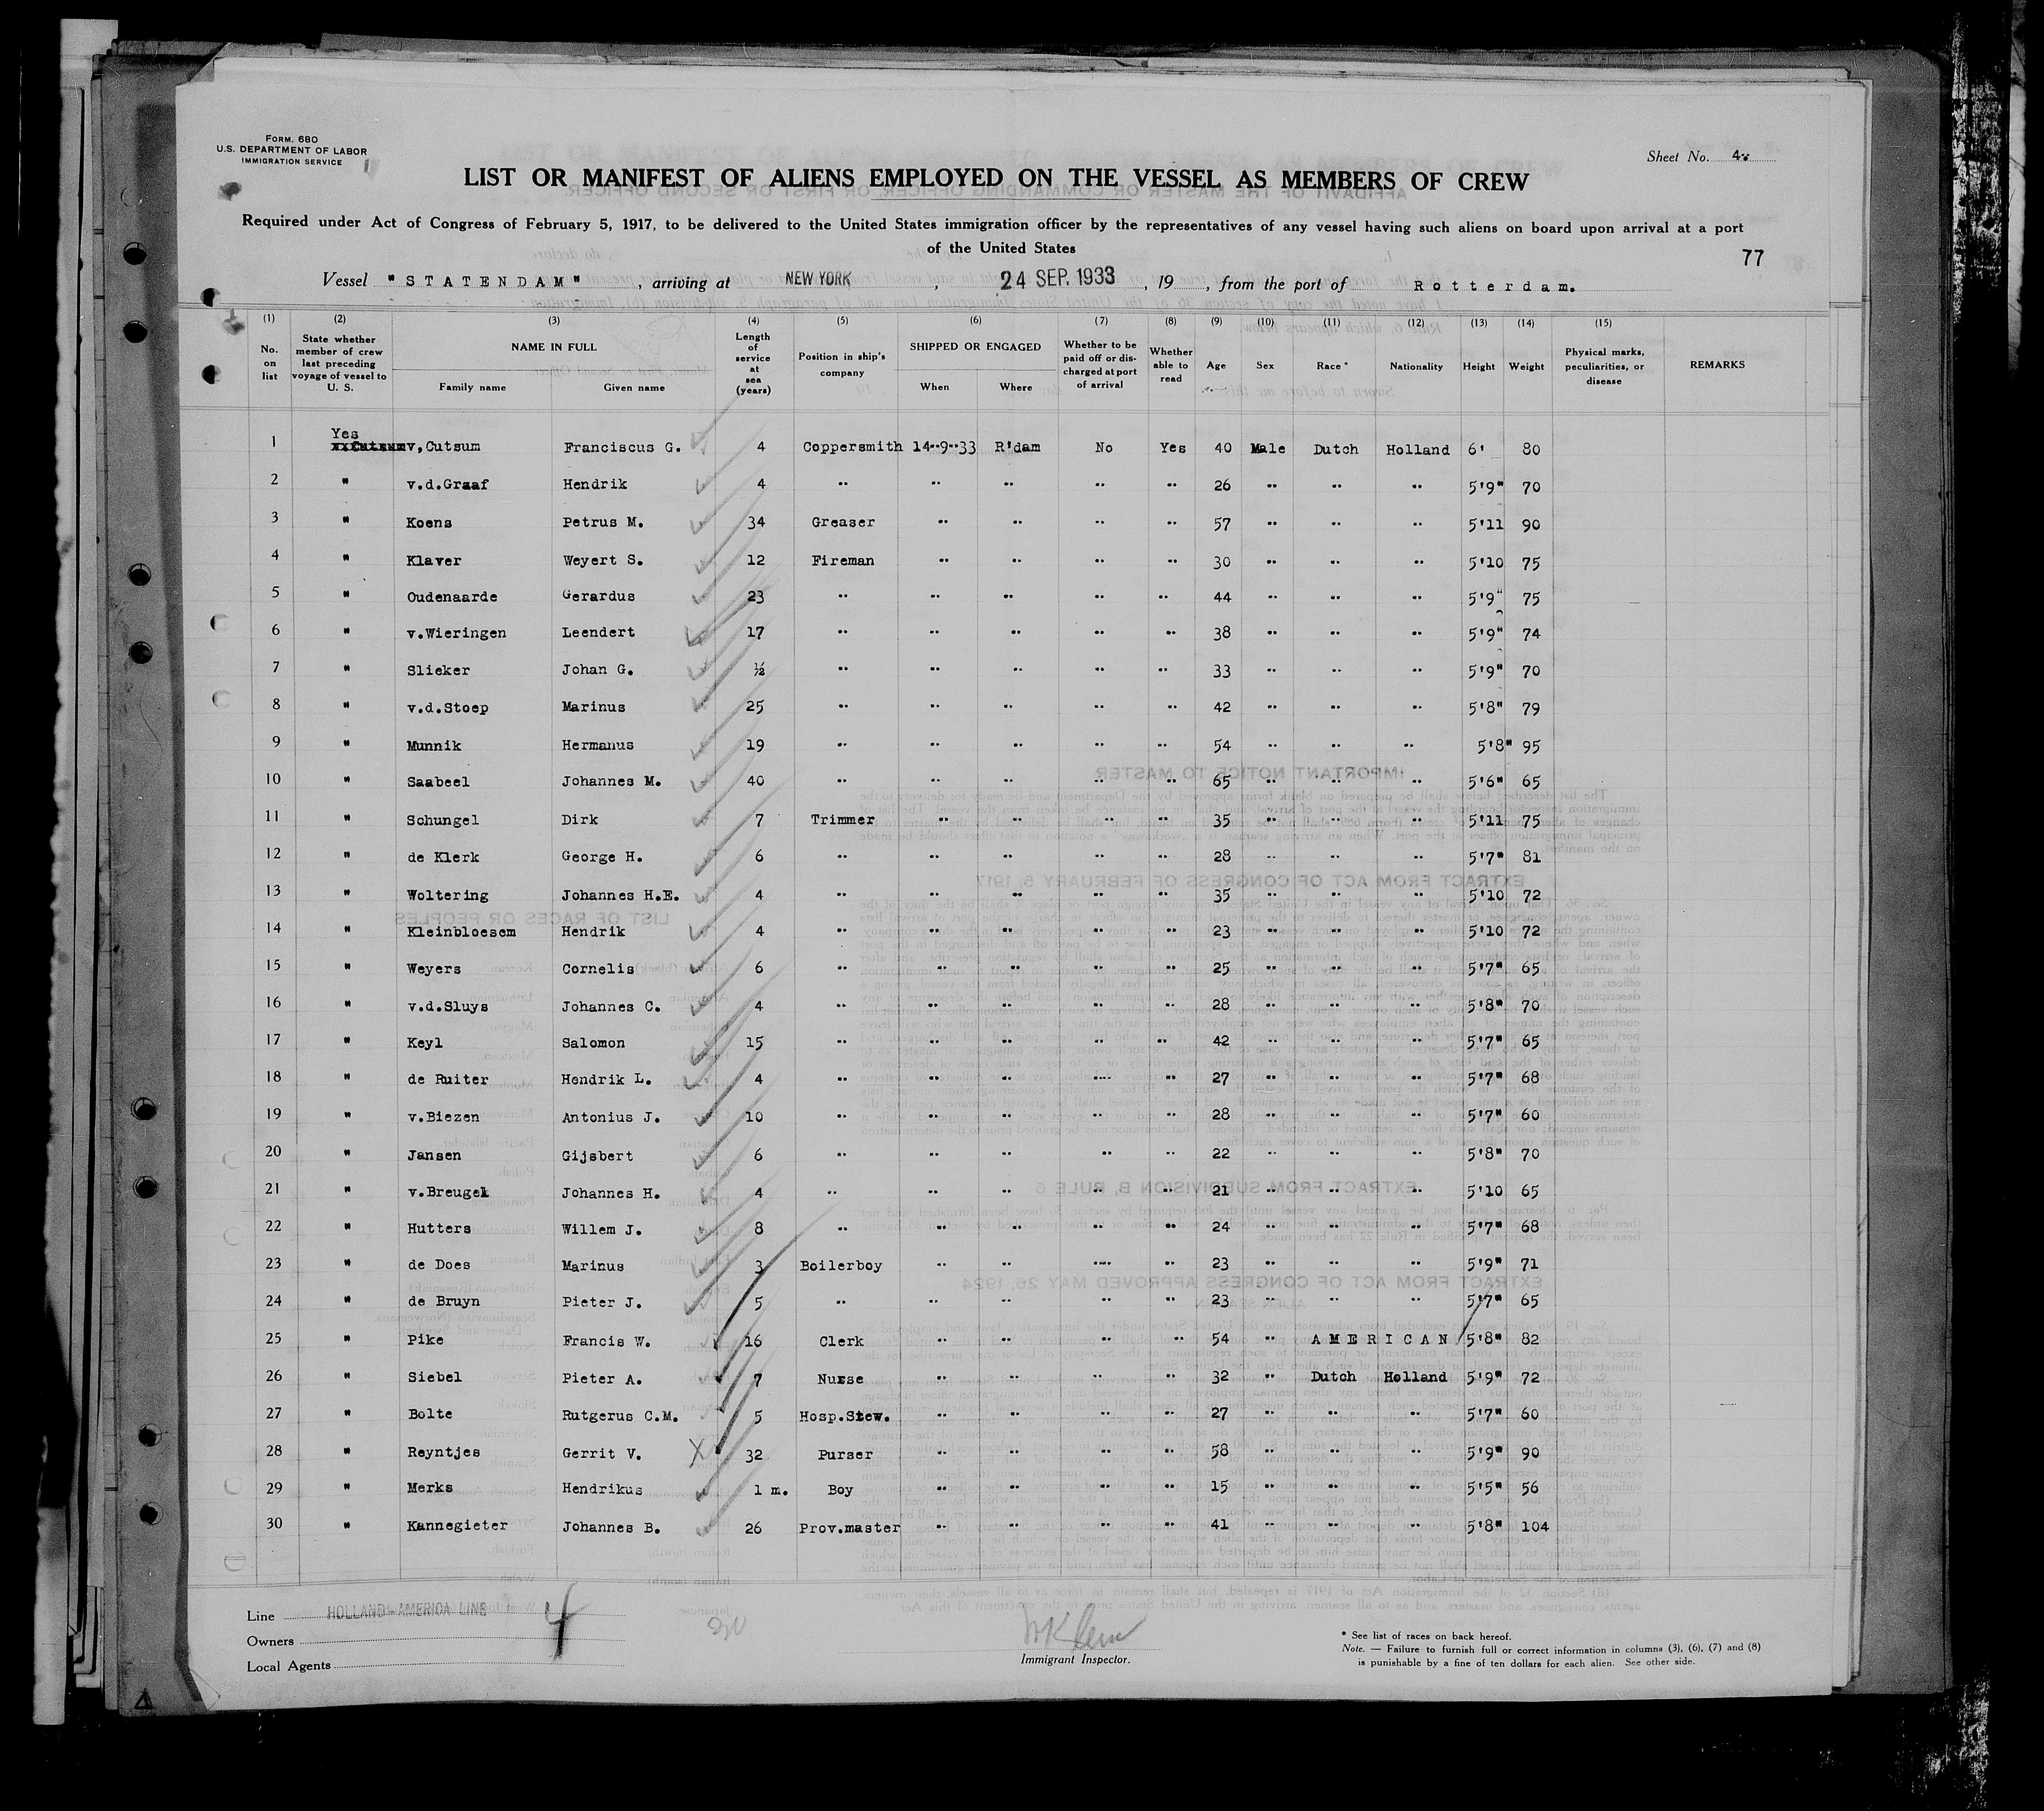 FORM. 680
U.S. DEPARTMENT OF LABOR
IMMIGRATION SERVICE
Sheet No. 4.
LIST OR MANIFEST OF ALIENS EMPLOYED ON THE VESSEL AS MEMBERS OF CREW
Required under Act of Congress of February 5, 1917, to be delivered to the United States immigration officer by the representatives of any vessel having such aliens on board upon arrival at a port
of the United States
77
Vessel "STATENDAM", arriving at NEW YORK, 24 SEP. 1933, 19 , from the port of Rotterdam.
(1) (2) (3) (4) (5) (6) (7) (8) (9) (10) (11) (12) (13) (14) (15)
No. on list | State whether member of crew last preceding voyage of vessel to U. S. | NAME IN FULL Family name Given name | Length of service at sea (years) | Position in ship's company | SHIPPED OR ENGAGED When Where | Whether to be paid off or discharged at port of arrival | Whether able to read | Age | Sex | Race * | Nationality | Height | Weight | Physical marks, peculiarities, or disease | REMARKS
1 Yes v,Cutsum Franciscus G. 4 Coppersmith 14-9-33 R'dam No Yes 40 Male Dutch Holland 6' 80
2 " v.d.Graaf Hendrik 4 " " " " " 26 " " " 5'9" 70
3 " Koens Petrus M. 34 Greaser " " " " 57 " " " 5'11 90
4 " Klaver Weyert S. 12 Fireman " " " " 30 " " " 5'10 75
5 " Oudenaarde Gerardus 23 " " " " " 44 " " " 5'9" 75
6 " v.Wieringen Leendert 17 " " " " " 38 " " " 5'9" 74
7 " Slieker Johan G. ½ " " " " " 33 " " " 5'9" 70
8 " v.d.Stoep Marinus 25 " " " " " 42 " " " 5'8" 79
9 " Munnik Hermanus 19 " " " " " 54 " " " 5'8" 95
10 " Saabeel Johannes M. 40 " " " " " 65 " " " 5'6" 65
11 " Schungel Dirk 7 Trimmer " " " " 35 " " " 5'11 75
12 " de Klerk George H. 6 " " " " " 28 " " " 5'7" 81
13 " Woltering Johannes H.E. 4 " " " " " 35 " " " 5'10 72
14 " Kleinbloesem Hendrik 4 " " " " " 23 " " " 5'10 72
15 " Weyers Cornelis 6 " " " " " 25 " " " 5'7" 65
16 " v.d.Sluys Johannes C. 4 " " " " " 28 " " " 5'8" 70
17 " Keyl Salomon 15 " " " " " 42 " " " 5'7" 65
18 " de Ruiter Hendrik L. 4 " " " " " 27 " " " 5'7" 68
19 " v.Biezen Antonius J. 10 " " " " " 28 " " " 5'7" 60
20 " Jansen Gijsbert 6 " " " " " 22 " " " 5'8" 70
21 " v.Breugel Johannes H. 4 " " " " " 21 " " " 5'10 65
22 " Hutters Willem J. 8 " " " " " 24 " " " 5'7" 68
23 " de Does Marinus 3 Boilerboy " " " " 23 " " " 5'9" 71
24 " de Bruyn Pieter J. 5 " " " " " 23 " " " 5'7" 65
25 " Pike Francis W. 16 Clerk " " " " 54 " AMERICAN 5'8" 82
26 " Siebel Pieter A. 7 Nurse " " " " 32 " Dutch Holland 5'9" 72
27 " Bolte Rutgerus C.M. 5 Hosp.Stew. " " " " 27 " " " 5'7" 60
28 " Reyntjes Gerrit V. X 32 Purser " " " " 58 " " " 5'9" 90
29 " Merks Hendrikus 1 m. Boy " " " " 15 " " " 5'5" 56
30 " Kannegieter Johannes B. 26 Prov.master " " " " 41 " " " 5'8" 104
Line HOLLAND-AMERICA LINE 4
30
Owners
Local Agents
Immigrant Inspector.
* See list of races on back hereof.
Note. — Failure to furnish full or correct information in columns (3), (6), (7) and (8)
is punishable by a fine of ten dollars for each alien. See other side.